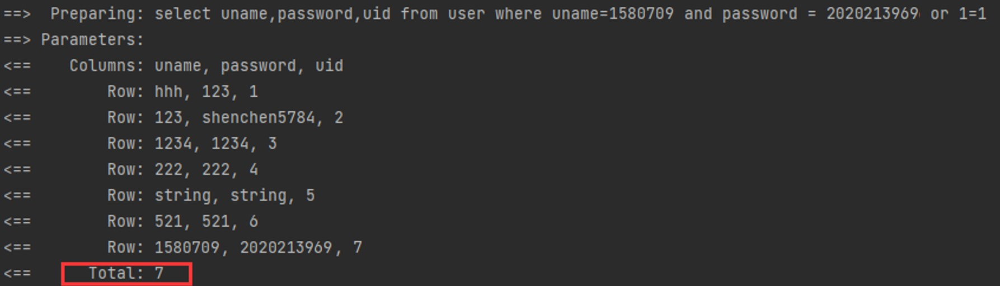 ==>  Preparing: select uname,password,uid from user where uname=1580709 and password = 2020213969 or 1=1
==> Parameters:
<==    Columns: uname, password, uid
<==        Row: hhh, 123, 1
<==        Row: 123, shenchen5784, 2
<==        Row: 1234, 1234, 3
<==        Row: 222, 222, 4
<==        Row: string, string, 5
<==        Row: 521, 521, 6
<==        Row: 1580709, 2020213969, 7
<==      Total: 7